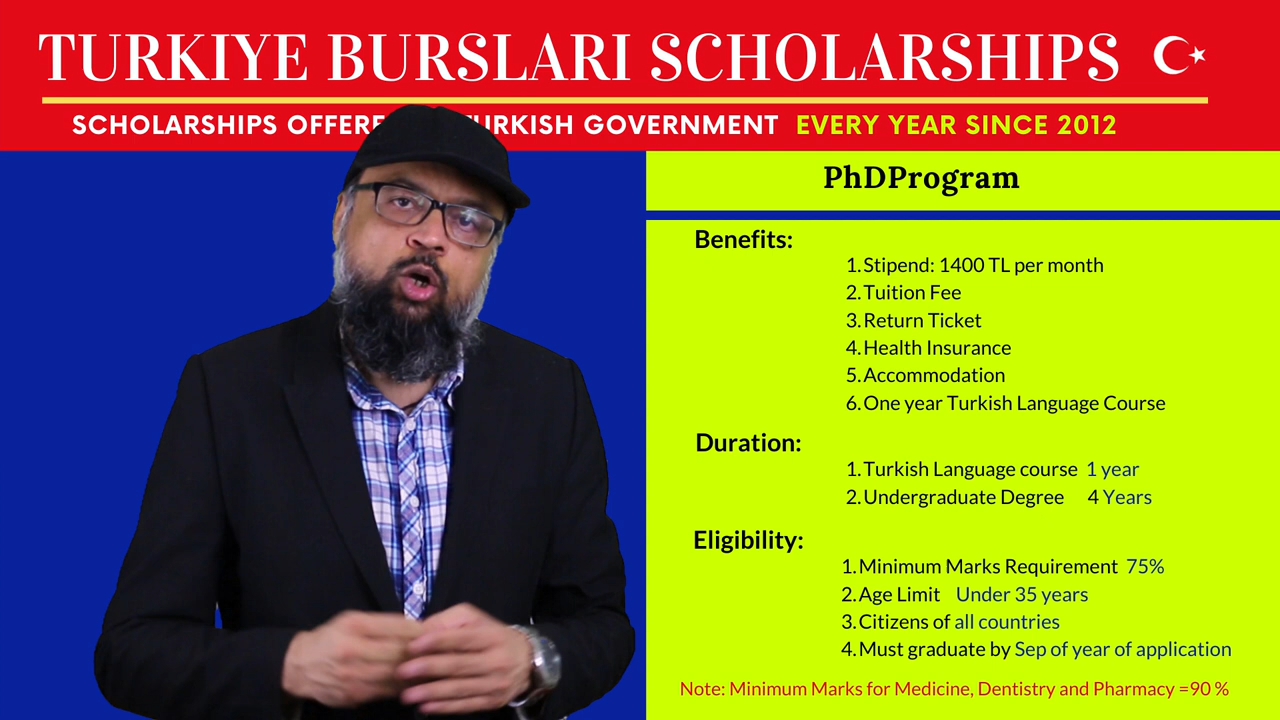 TURKIYE BURSLARI SCHOLARSHIPS
SCHOLARSHIPS OFFERE TURKISH GOVERNMENT EVERY YEAR SINCE 2012
PhDProgram
Benefits:
1. Stipend: 1400 TL per month
2. Tuition Fee
3. Return Ticket
4. Health Insurance
5. Accommodation
6. One year Turkish Language Course
Duration:
1. Turkish Language course 1 year
2. Undergraduate Degree 4 Years
Eligibility:
1. Minimum Marks Requirement 75%
2. Age Limit Under 35 years
3. Citizens of all countries
4. Must graduate by Sep of year of application
Note: Minimum Marks for Medicine, Dentistry and Pharmacy =90 %